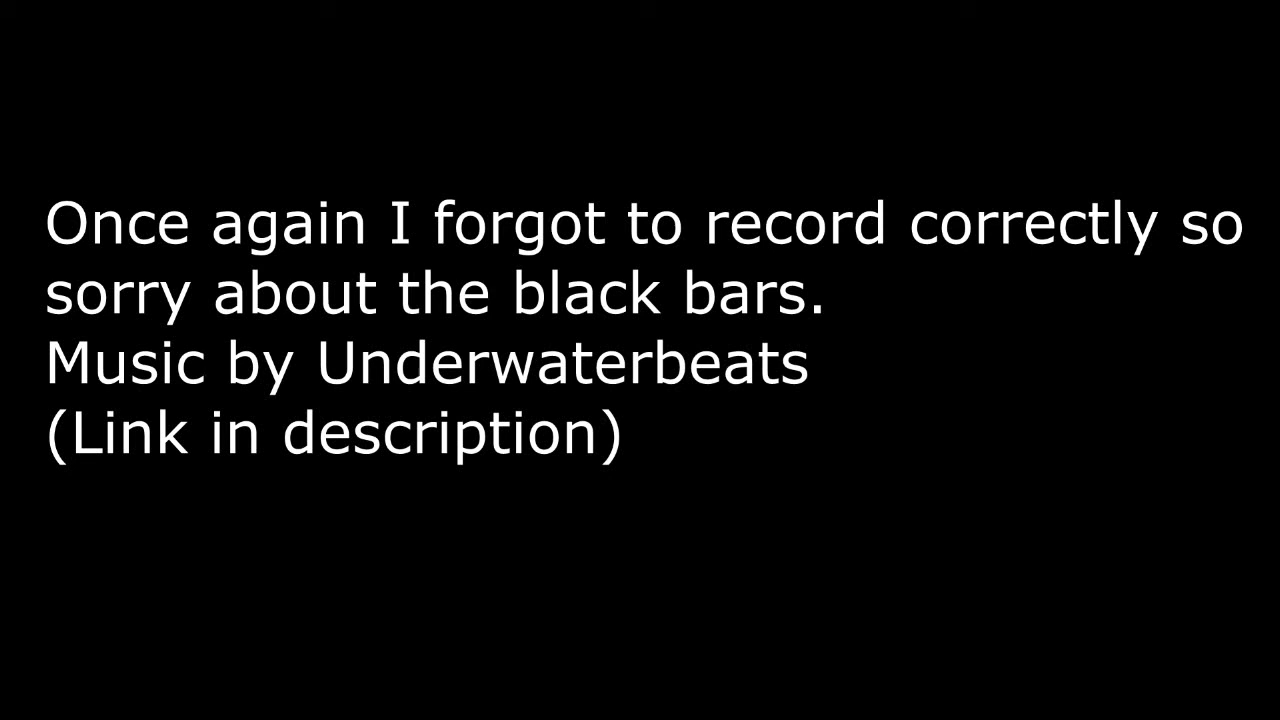 Once again I forgot to record correctly so
sorry about the black bars.
Music by Underwaterbeats
(Link in description)